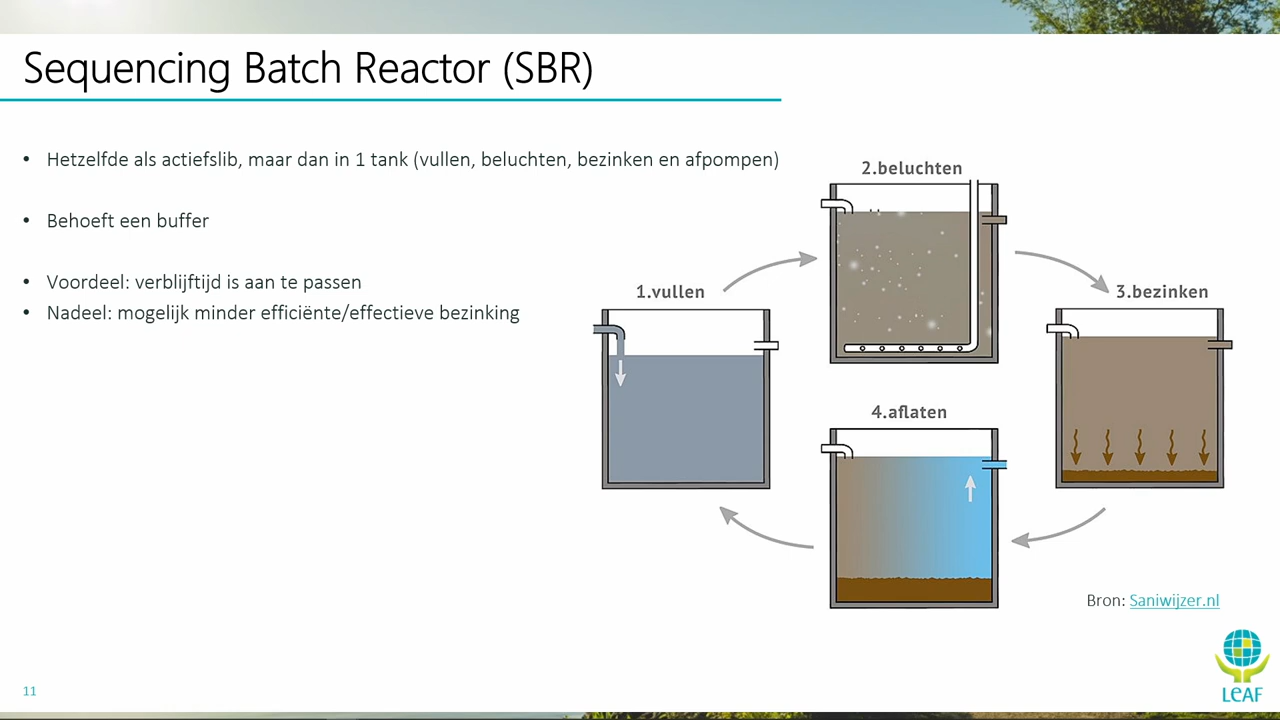 Sequencing Batch Reactor (SBR)
• Hetzelfde als actiefslib, maar dan in 1 tank (vullen, beluchten, bezinken en afpompen)
• Behoeft een buffer
• Voordeel: verblijftijd is aan te passen
• Nadeel: mogelijk minder efficiënte/effectieve bezinking
2.beluchten
1.vullen
3.bezinken
4.aflaten
Bron: Saniwijzer.nl
LeAF
11